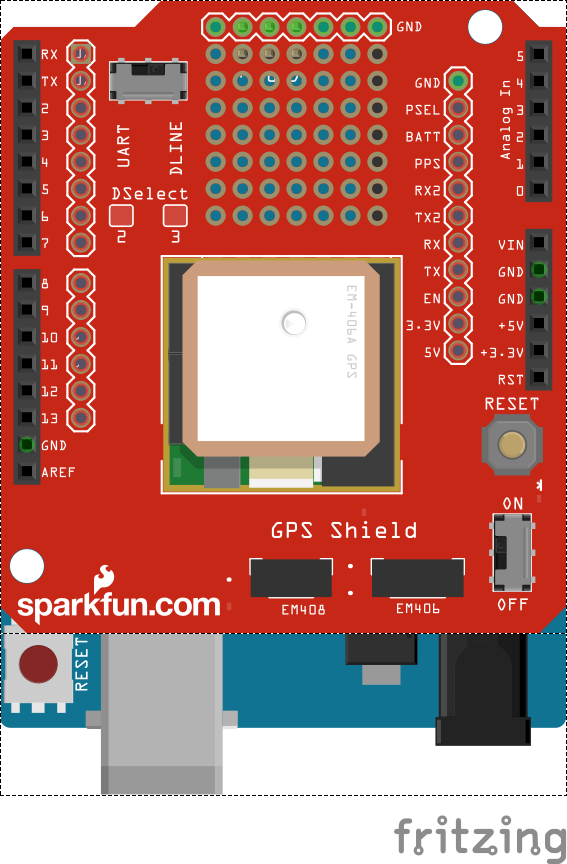 GND
RX
TX
2
3
4
5
6
7
8
9
10
11
12
13
GND
AREF
UART
DLINE
DSelect
2 3
GND
PSEL
BATT
PPS
RX2
TX2
RX
TX
EN
3.3V
5V
Analog In
5
4
3
2
1
0
VIN
GND
GND
+5V
+3.3V
RST
EM-406A GPS
RESET
ON
OFF
GPS Shield
EM408
EM406
sparkfun.com
RESET
fritzing